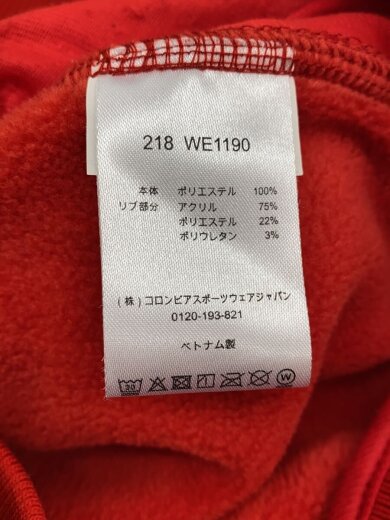 218 WE1190
本体 ポリエステル 100%
リブ部分 アクリル 75%
ポリエステル 22%
ポリウレタン 3%
(株)コロンビアスポーツウェアジャパン
0120-193-821
ベトナム製
30
W